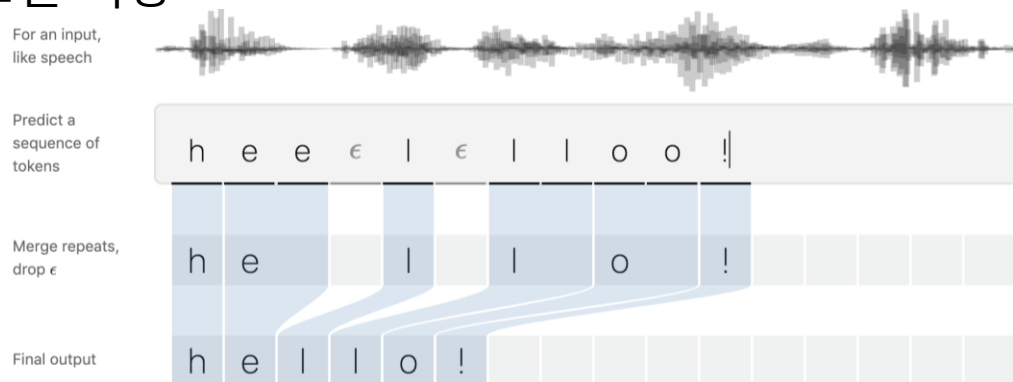 For an input,
like speech
Predict a
sequence of
tokens
h e e ϵ l ϵ l l o o !
Merge repeats,
drop ϵ
h e l l o !
Final output
h e l l o !